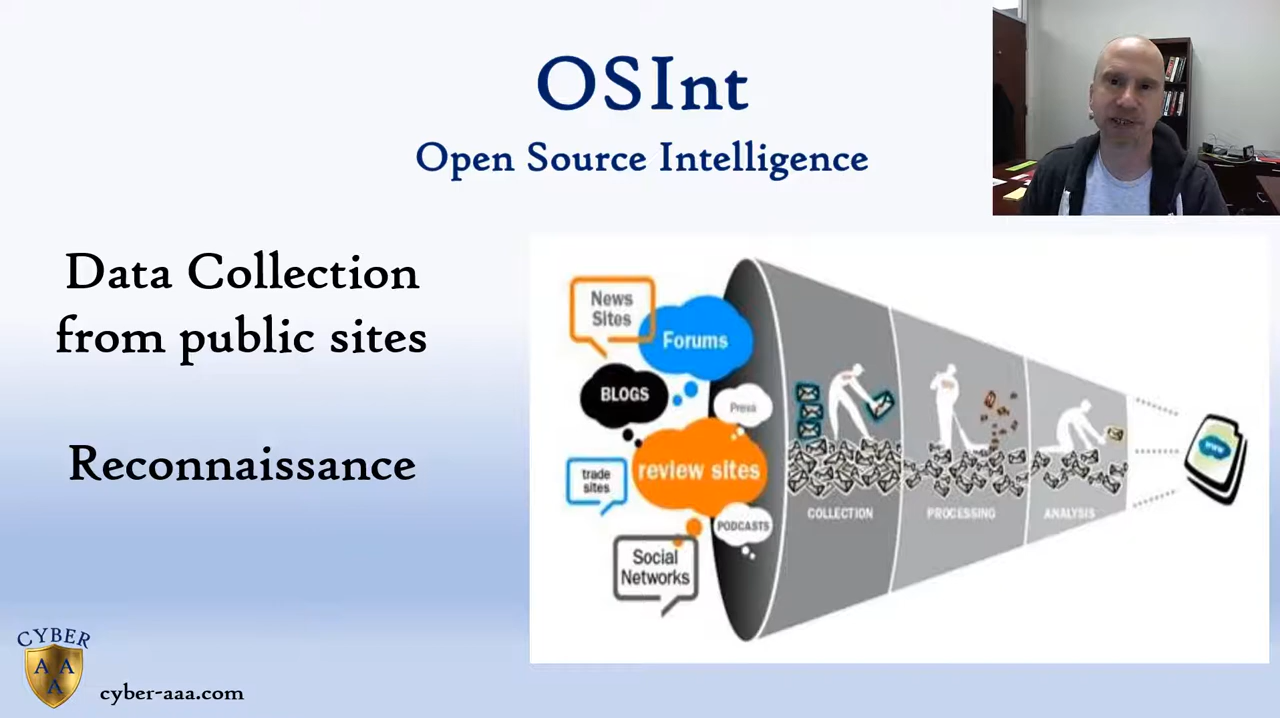 OSInt
Open Source Intelligence
Data Collection
from public sites
Reconnaissance
News
Sites
Forums
BLOGS
Press
review sites
trade
sites
PODCASTS
Social
Networks
COLLECTION
PROCESSING
ANALYSIS
www
CYBER
A A
A
cyber-aaa.com